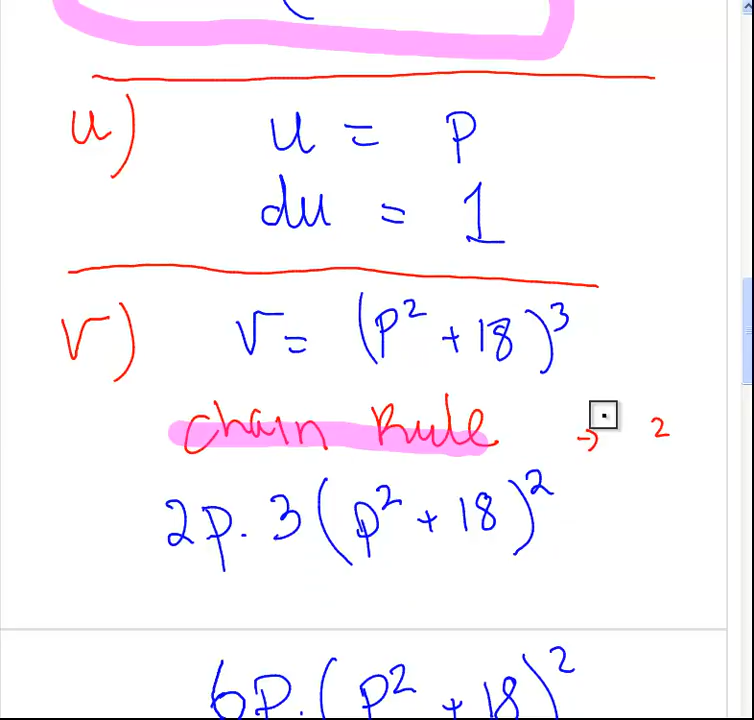 u) u = p
du = 1
v) v = (p² + 18)³
chain Rule → 2
2p. 3(p² + 18)²
6p. (p² + 18)²